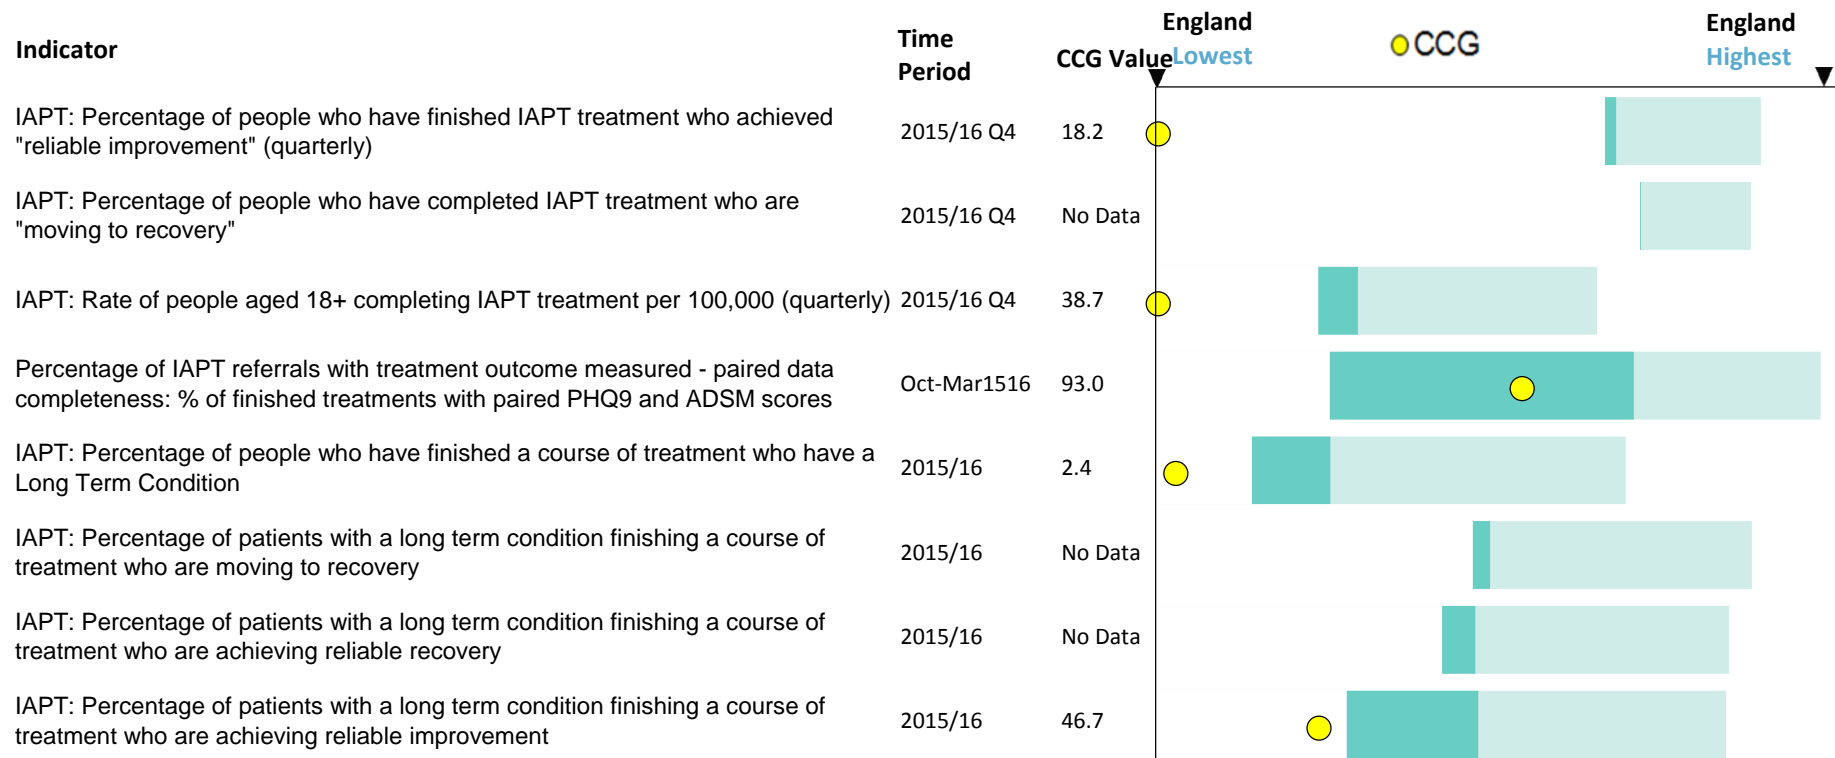 Indicator
Time
Period
CCG Value
England
Lowest
CCG
England
Highest
IAPT: Percentage of people who have finished IAPT treatment who achieved
"reliable improvement" (quarterly)
2015/16 Q4
18.2
IAPT: Percentage of people who have completed IAPT treatment who are
"moving to recovery"
2015/16 Q4
No Data
IAPT: Rate of people aged 18+ completing IAPT treatment per 100,000 (quarterly)
2015/16 Q4
38.7
Percentage of IAPT referrals with treatment outcome measured - paired data
completeness: % of finished treatments with paired PHQ9 and ADSM scores
Oct-Mar1516
93.0
IAPT: Percentage of people who have finished a course of treatment who have a
Long Term Condition
2015/16
2.4
IAPT: Percentage of patients with a long term condition finishing a course of
treatment who are moving to recovery
2015/16
No Data
IAPT: Percentage of patients with a long term condition finishing a course of
treatment who are achieving reliable recovery
2015/16
No Data
IAPT: Percentage of patients with a long term condition finishing a course of
treatment who are achieving reliable improvement
2015/16
46.7